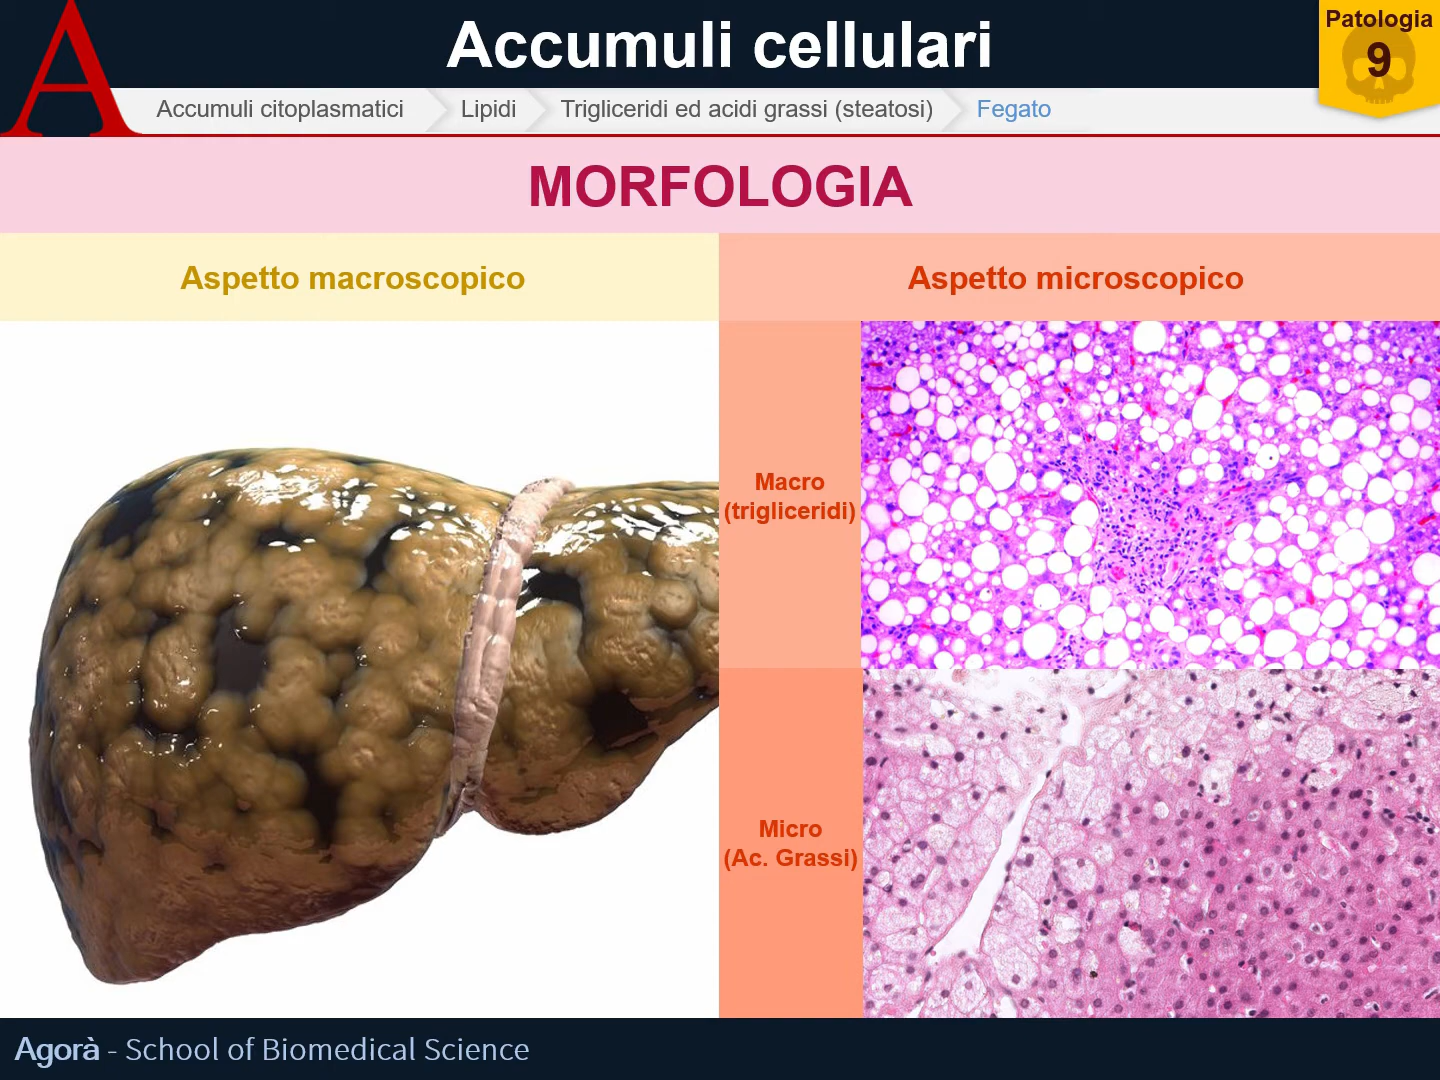 A
Accumuli cellulari
Patologia
9
Accumuli citoplasmatici
Lipidi
Trigliceridi ed acidi grassi (steatosi)
Fegato
MORFOLOGIA
Aspetto macroscopico
Aspetto microscopico
Macro
(trigliceridi)
Micro
(Ac. Grassi)
Agorà - School of Biomedical Science